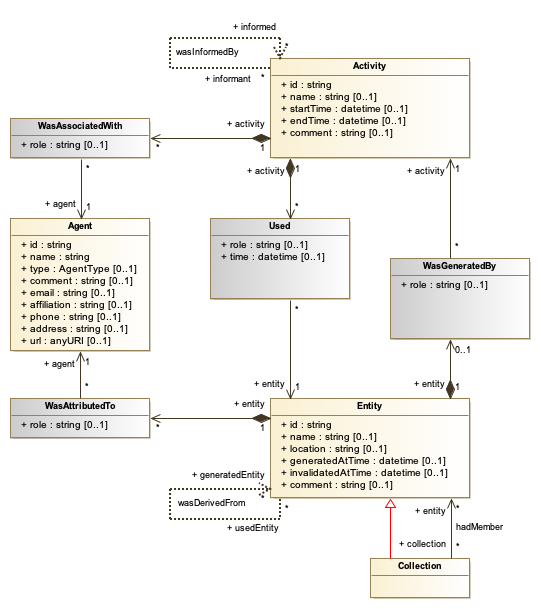 + informed
wasInformedBy
+ informant
*
*
Activity
+ id : string
+ name : string [0..1]
+ startTime : datetime [0..1]
+ endTime : datetime [0..1]
+ comment : string [0..1]
WasAssociatedWith
+ role : string [0..1]
+ activity
1
*
*
+ agent
1
+ activity
1
*
+ activity
1
*
Agent
+ id : string
+ name : string
+ type : AgentType [0..1]
+ comment : string [0..1]
+ email : string [0..1]
+ affiliation : string [0..1]
+ phone : string [0..1]
+ address : string [0..1]
+ url : anyURI [0..1]
Used
+ role : string [0..1]
+ time : datetime [0..1]
WasGeneratedBy
+ role : string [0..1]
*
+ entity
1
0..1
+ entity
1
+ agent
1
*
WasAttributedTo
+ role : string [0..1]
+ entity
1
*
Entity
+ id : string
+ name : string [0..1]
+ location : string [0..1]
+ generatedAtTime : datetime [0..1]
+ invalidatedAtTime : datetime [0..1]
+ comment : string [0..1]
+ generatedEntity
*
wasDerivedFrom
*
+ usedEntity
+ entity
*
hadMember
+ collection
*
Collection